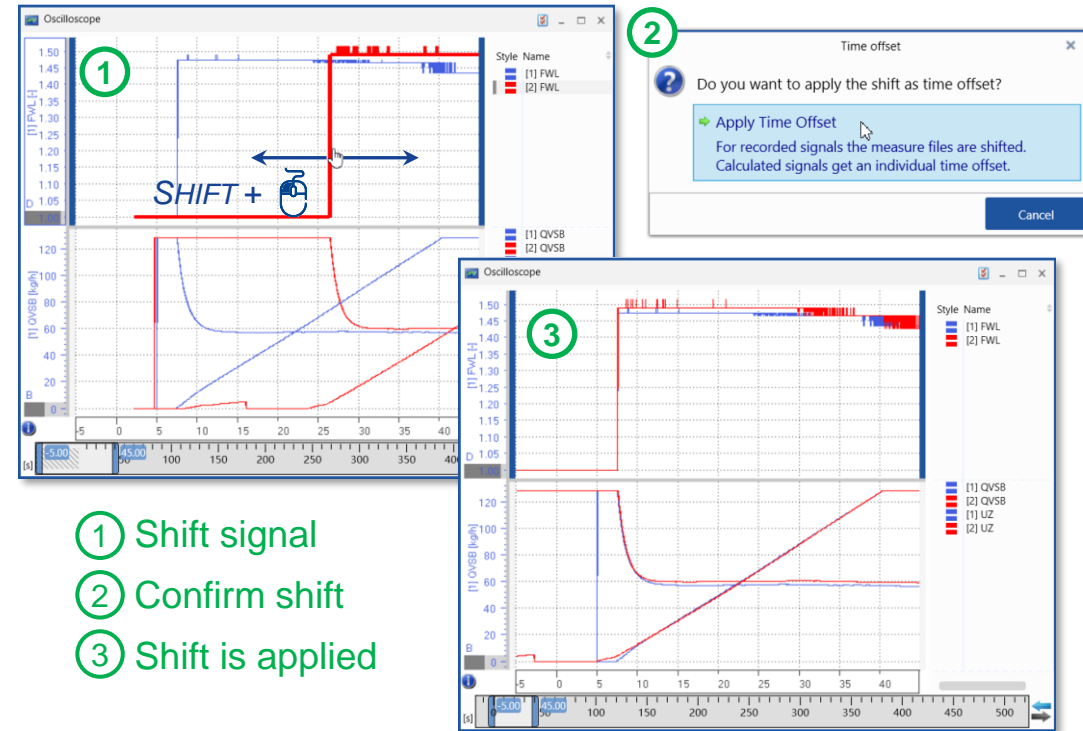 Oscilloscope
1
1.50
1.45
1.40
1.35
1.30
1.25
1.20
1.15
1.10
1.05
1.00
[1] FWL [-]
D
SHIFT +
Style Name
[1] FWL
[2] FWL
120
100
80
60
40
20
0
[1] QVSB [kg/h]
B
[1] QVSB
[2] QVSB
-5 0 5 10 15 20 25 30 35 40
[s]
-5.00 45.00
50 100 150 200 250 300 350 400
2
Time offset
Do you want to apply the shift as time offset?
Apply Time Offset
For recorded signals the measure files are shifted.
Calculated signals get an individual time offset.
Cancel
Oscilloscope
3
1.50
1.45
1.40
1.35
1.30
1.25
1.20
1.15
1.10
1.05
1.00
[1] FWL [-]
D
Style Name
[1] FWL
[2] FWL
120
100
80
60
40
20
0
[1] QVSB [kg/h]
B
[1] QVSB
[2] QVSB
[1] UZ
[2] UZ
-5 0 5 10 15 20 25 30 35 40
[s]
-5.00 45.00
0 50 100 150 200 250 300 350 400 450 500
1 Shift signal
2 Confirm shift
3 Shift is applied